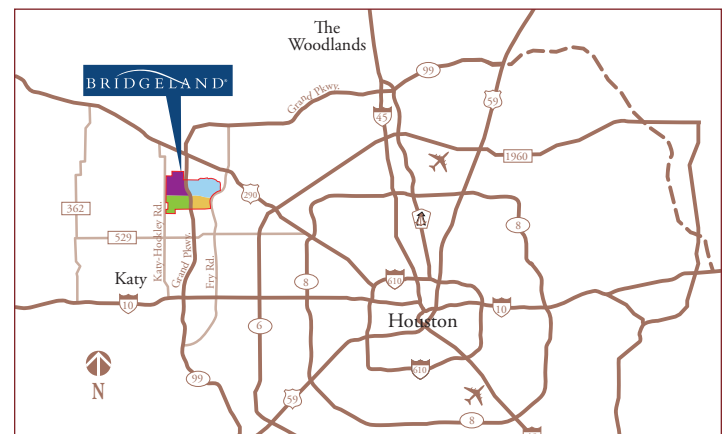 The
Woodlands
99
59
Grand Pkwy.
BRIDGELAND®
45
1960
290
362
Katy-Hockley Rd.
529
Grand Pkwy.
Fry Rd.
8
Katy
8
610
10
10
6
Houston
610
N
99
59
8